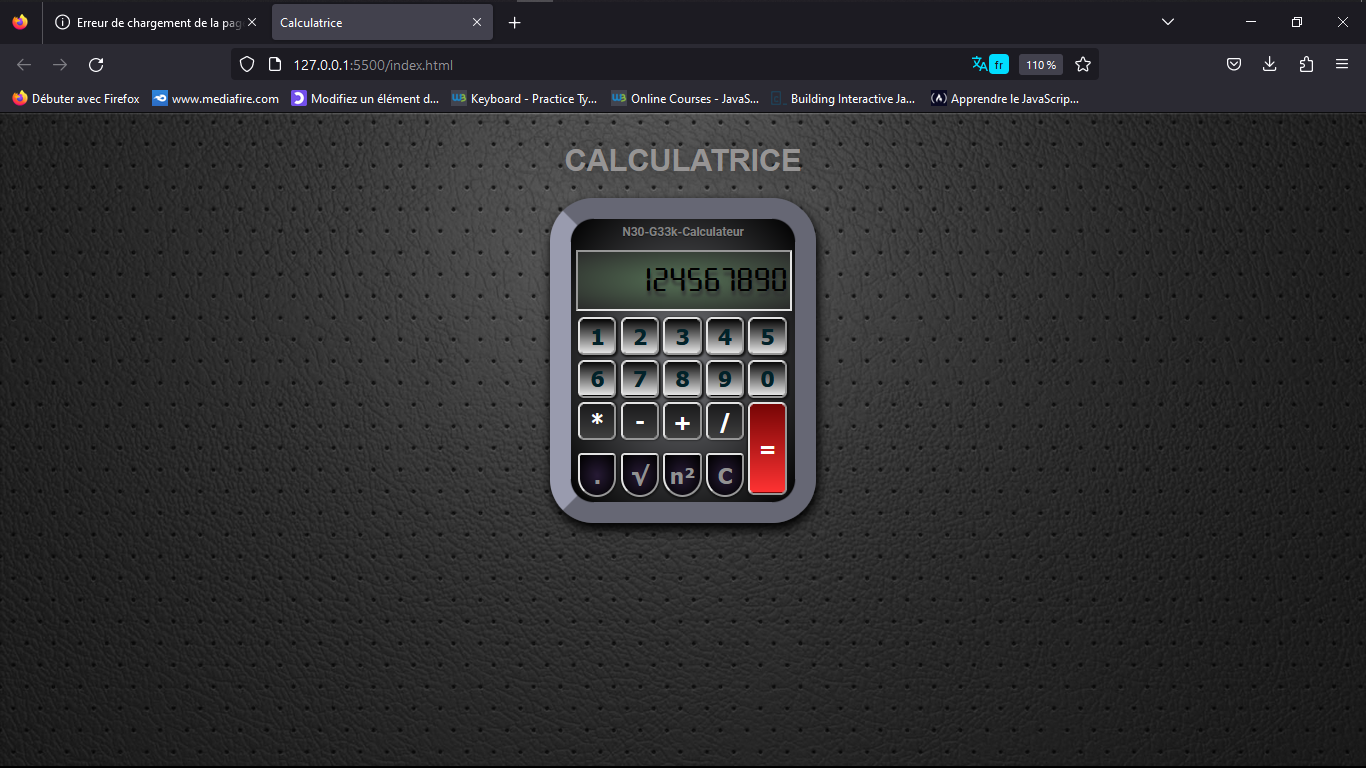 Erreur de chargement de la pag
Calculatrice
127.0.0.1:5500/index.html
fr
110 %
Débuter avec Firefox
www.mediafire.com
Modifiez un élément d...
Keyboard - Practice Ty...
Online Courses - JavaS...
Building Interactive Ja...
Apprendre le JavaScrip...
CALCULATRICE
N30-G33k-Calculateur
124567890
1 2 3 4 5
6 7 8 9 0
* - + /
=
. √ n² C